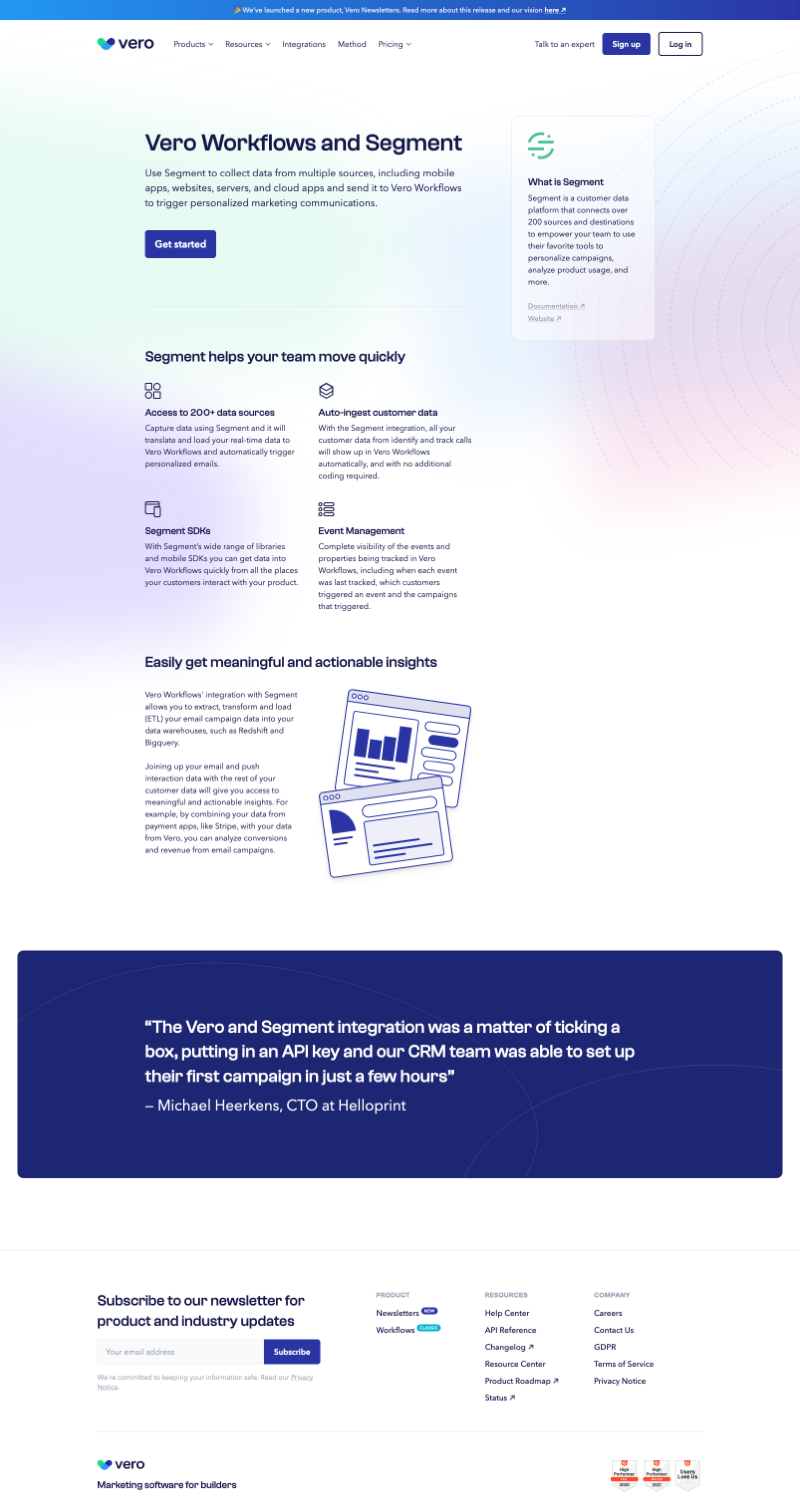 🎉 We've launched a new product, Vero Newsletters. Read more about this release and our vision here ↗
vero
Products
Resources
Integrations
Method
Pricing
Talk to an expert
Sign up
Log in
Vero Workflows and Segment
Use Segment to collect data from multiple sources, including mobile
apps, websites, servers, and cloud apps and send it to Vero Workflows
to trigger personalized marketing communications.
Get started
What is Segment
Segment is a customer data
platform that connects over
200 sources and destinations
to empower your team to use
their favorite tools to
personalize campaigns,
analyze product usage, and
more.
Documentation ↗
Website ↗
Segment helps your team move quickly
Access to 200+ data sources
Capture data using Segment and it will
translate and load your real-time data to
Vero Workflows and automatically trigger
personalized emails.
Auto-ingest customer data
With the Segment integration, all your
customer data from identify and track calls
will show up in Vero Workflows
automatically, and with no additional
coding required.
Segment SDKs
With Segment's wide range of libraries
and mobile SDKs you can get data into
Vero Workflows quickly from all the places
your customers interact with your product.
Event Management
Complete visibility of the events and
properties being tracked in Vero
Workflows, including when each event
was last tracked, which customers
triggered an event and the campaigns
that triggered.
Easily get meaningful and actionable insights
Vero Workflows' integration with Segment
allows you to extract, transform and load
(ETL) your email campaign data into your
data warehouses, such as Redshift and
Bigquery.
Joining up your email and push
interaction data with the rest of your
customer data will give you access to
meaningful and actionable insights. For
example, by combining your data from
payment apps, like Stripe, with your data
from Vero, you can analyze conversions
and revenue from email campaigns.
“The Vero and Segment integration was a matter of ticking a
box, putting in an API key and our CRM team was able to set up
their first campaign in just a few hours”
– Michael Heerkens, CTO at Helloprint
Subscribe to our newsletter for
product and industry updates
Your email address
Subscribe
We're committed to keeping your information safe. Read our Privacy
Notice.
PRODUCT
Newsletters NEW
Workflows CLASSIC
RESOURCES
Help Center
API Reference
Changelog ↗
Resource Center
Product Roadmap ↗
Status ↗
COMPANY
Careers
Contact Us
GDPR
Terms of Service
Privacy Notice
vero
Marketing software for builders
High
Performer
2020
High
Performer
2021
Users
Love Us